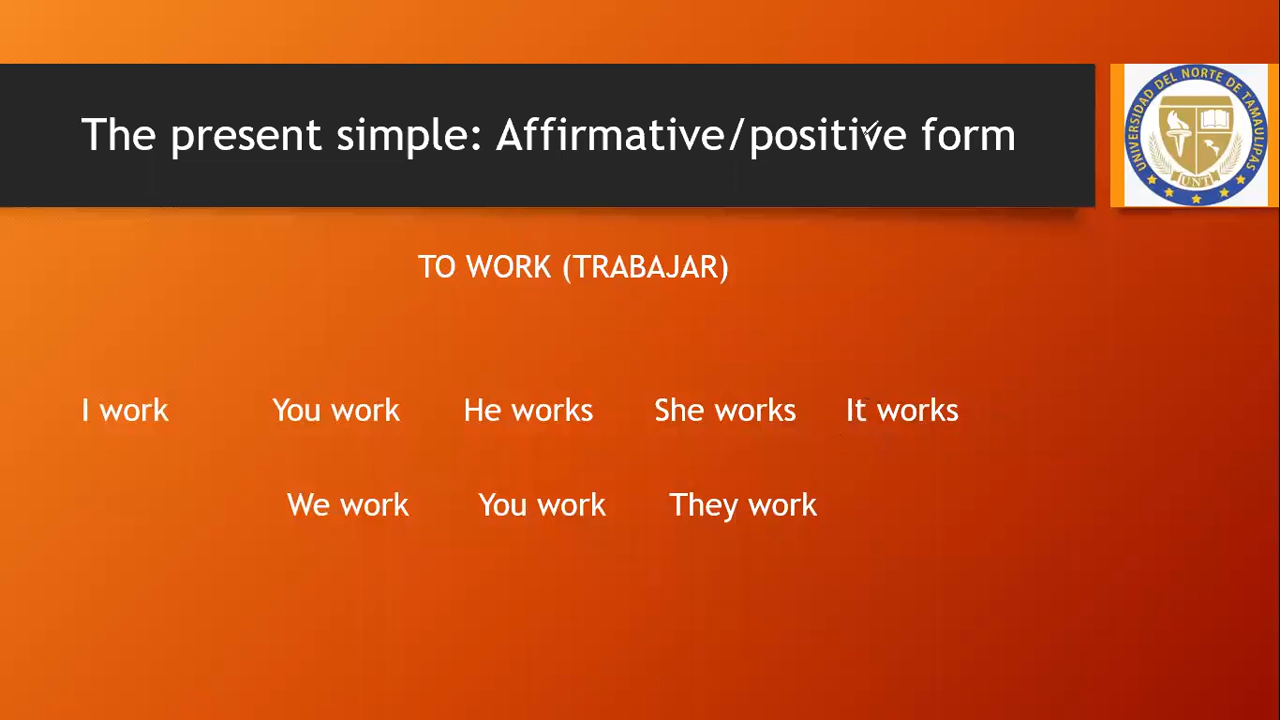 The present simple: Affirmative/positive form
UNIVERSIDAD DEL NORTE DE TAMAULIPAS
UNT
TO WORK (TRABAJAR)
I work You work He works She works It works
We work You work They work